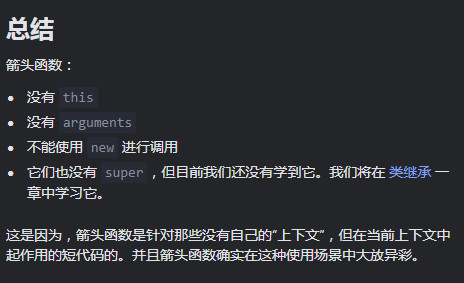 总结
箭头函数：
没有 this
没有 arguments
不能使用 new 进行调用
它们也没有 super，但目前我们还没有学到它。我们将在 类继承 一
章中学习它。
这是因为，箭头函数是针对那些没有自己的“上下文”，但在当前上下文中
起作用的短代码的。并且箭头函数确实在这种使用场景中大放异彩。